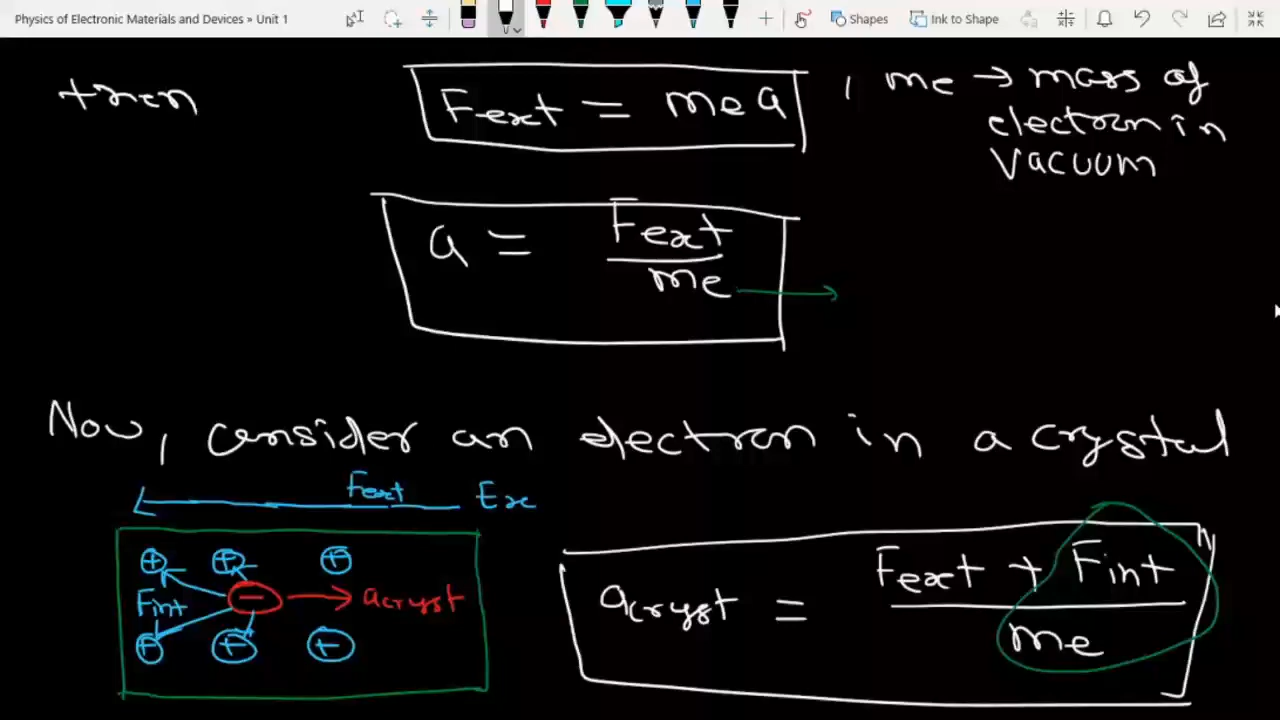 Physics of Electronic Materials and Devices » Unit 1
Shapes
Ink to Shape
then
Fext = me a , me → mass of
electron in
vacuum
a = Fext
me
Now, consider an electron in a crystal
Fext Ex
+ + +
Fint − → acryst
+ + +
acryst = Fext + Fint
me